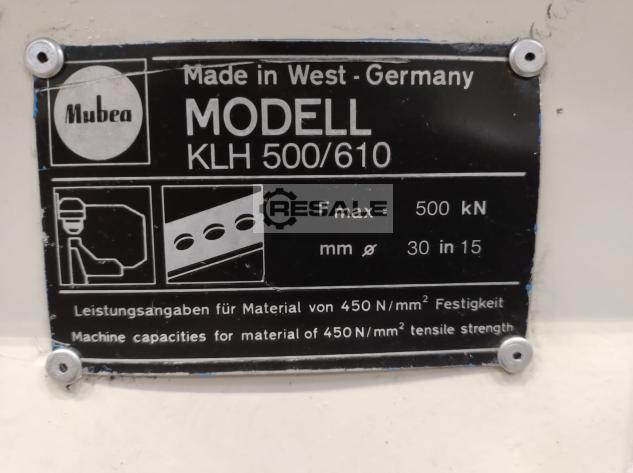 Mubea
Made in West - Germany
MODELL
KLH 500/610
RESALE
Fmax= 500 kN
mm ø 30 in 15
Leistungsangaben für Material von 450 N/mm² Festigkeit
Machine capacities for material of 450 N/mm² tensile strength